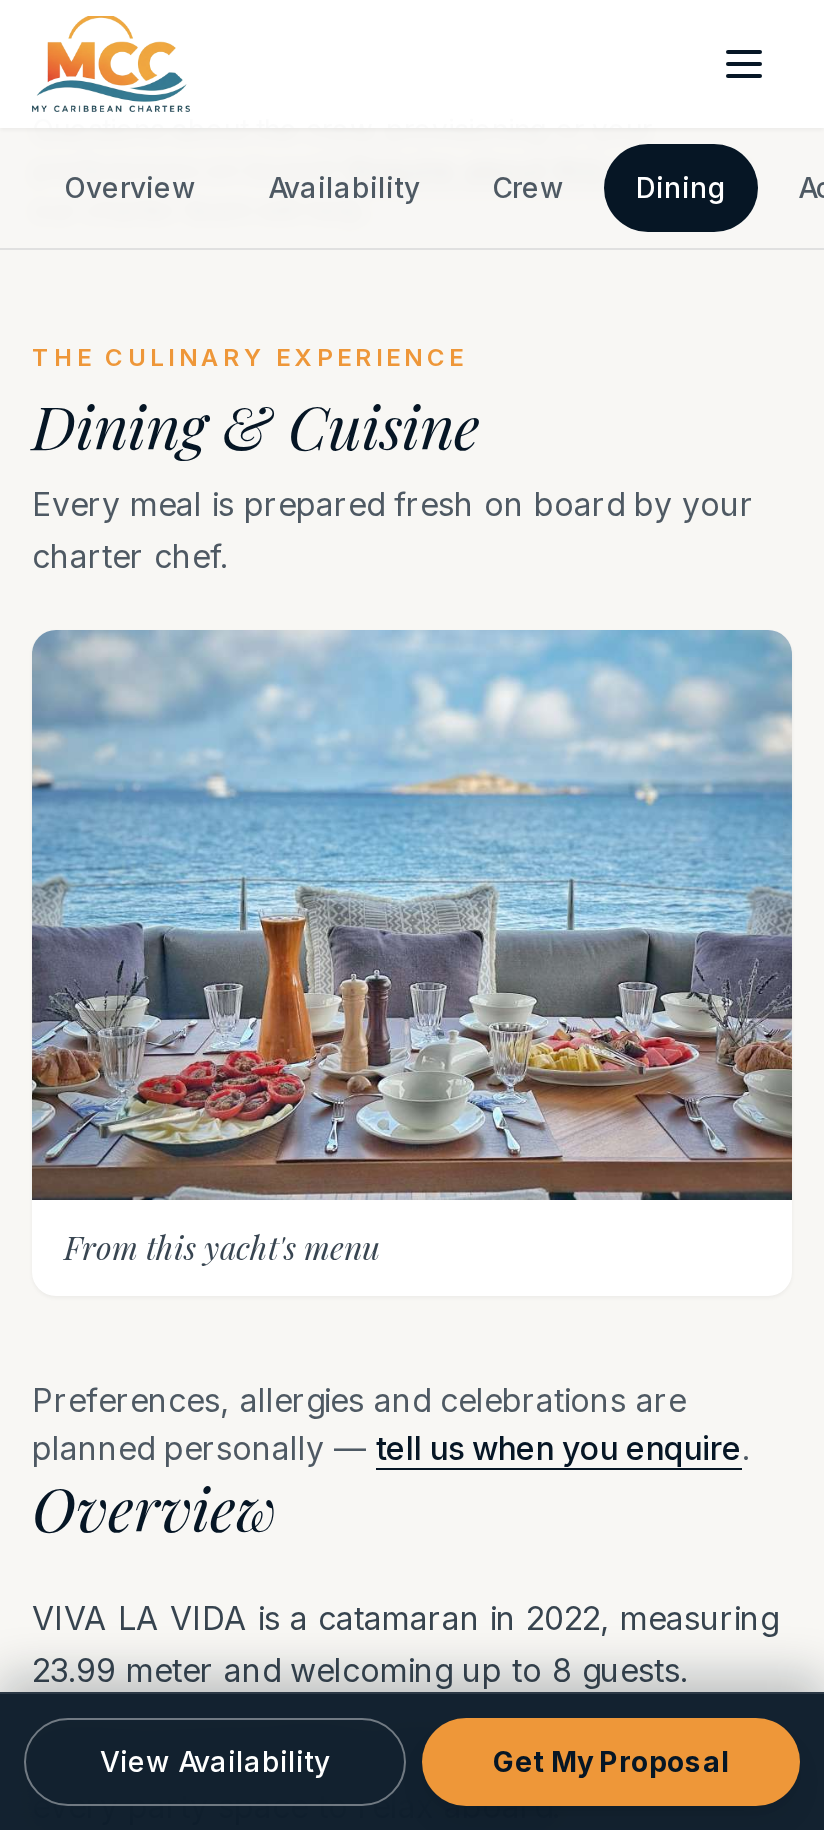 MCC
MY CARIBBEAN CHARTERS
Overview Availability Crew Dining
THE CULINARY EXPERIENCE
Dining & Cuisine
Every meal is prepared fresh on board by your
charter chef.
From this yacht's menu
Preferences, allergies and celebrations are
planned personally — tell us when you enquire.
Overview
VIVA LA VIDA is a catamaran in 2022, measuring
23.99 meter and welcoming up to 8 guests.
View Availability Get My Proposal